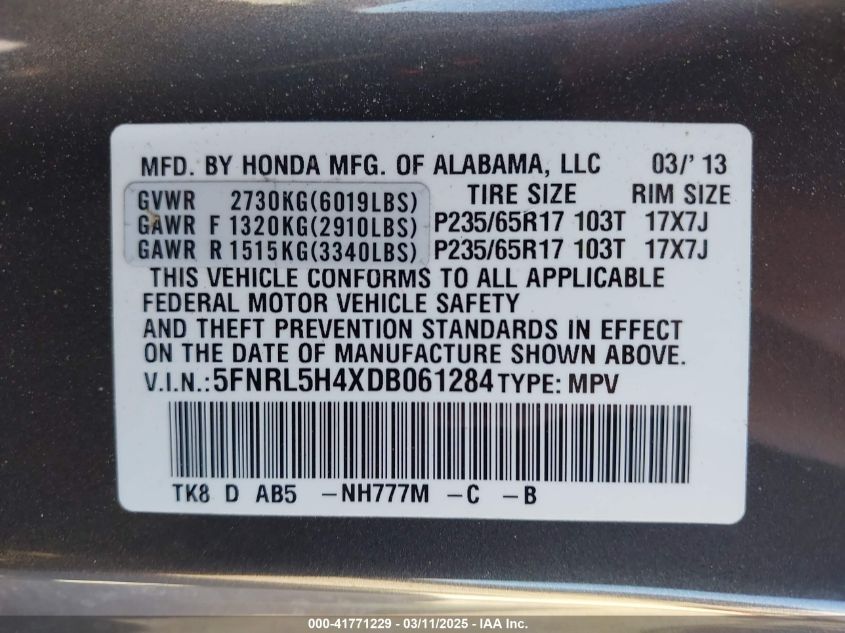 MFD. BY HONDA MFG. OF ALABAMA, LLC 03/'13
GVWR 2730KG(6019LBS) TIRE SIZE RIM SIZE
GAWR F 1320KG(2910LBS) P235/65R17 103T 17X7J
GAWR R 1515KG(3340LBS) P235/65R17 103T 17X7J
THIS VEHICLE CONFORMS TO ALL APPLICABLE
FEDERAL MOTOR VEHICLE SAFETY
AND THEFT PREVENTION STANDARDS IN EFFECT
ON THE DATE OF MANUFACTURE SHOWN ABOVE.
V.I.N.:5FNRL5H4XDB061284 TYPE: MPV
TK8 D AB5 -NH777M -C -B
000-41771229 - 03/11/2025 - IAA Inc.